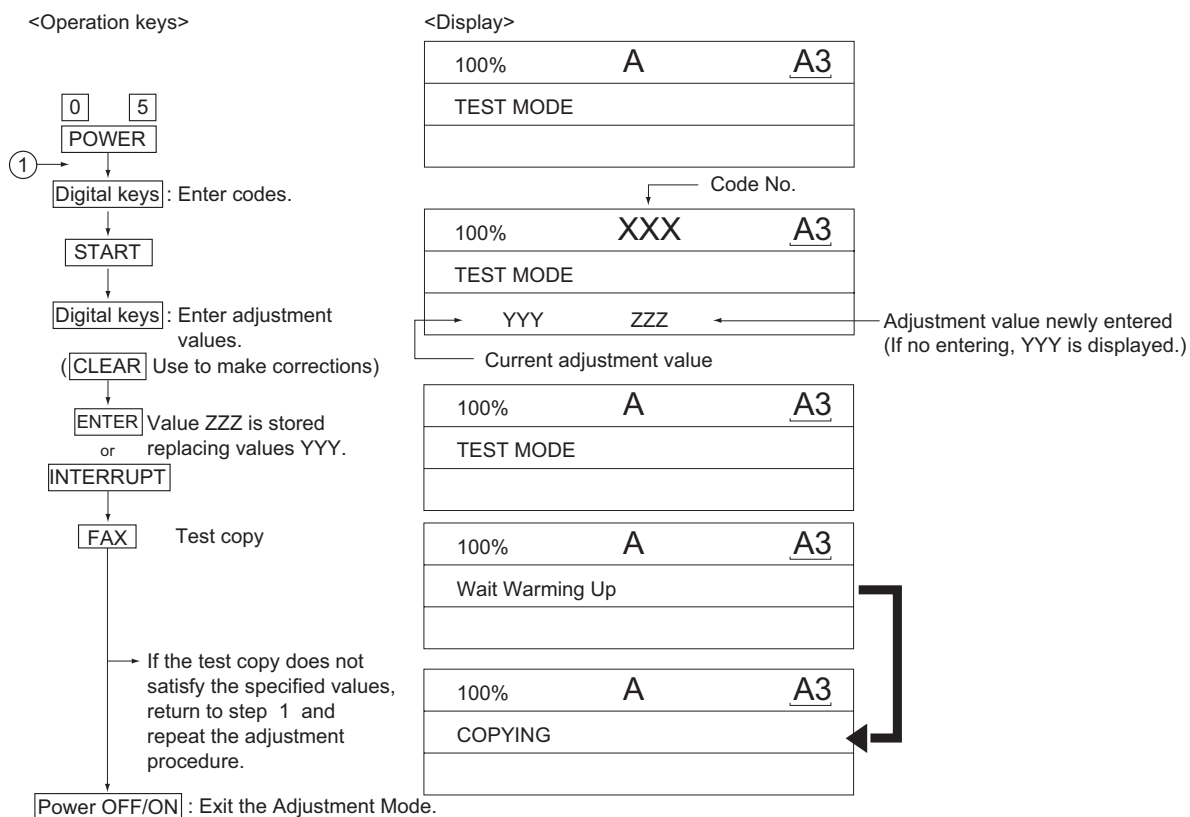 <Operation keys>
<Display>
100% A A3
TEST MODE
0 5
POWER
1
Digital keys : Enter codes.
Code No.
100% XXX A3
START
TEST MODE
Digital keys : Enter adjustment
values.
YYY ZZZ
Adjustment value newly entered
(If no entering, YYY is displayed.)
(CLEAR Use to make corrections)
Current adjustment value
ENTER Value ZZZ is stored
or replacing values YYY.
INTERRUPT
100% A A3
TEST MODE
FAX Test copy
100% A A3
Wait Warming Up
If the test copy does not
satisfy the specified values,
return to step 1 and
repeat the adjustment
procedure.
100% A A3
COPYING
Power OFF/ON : Exit the Adjustment Mode.